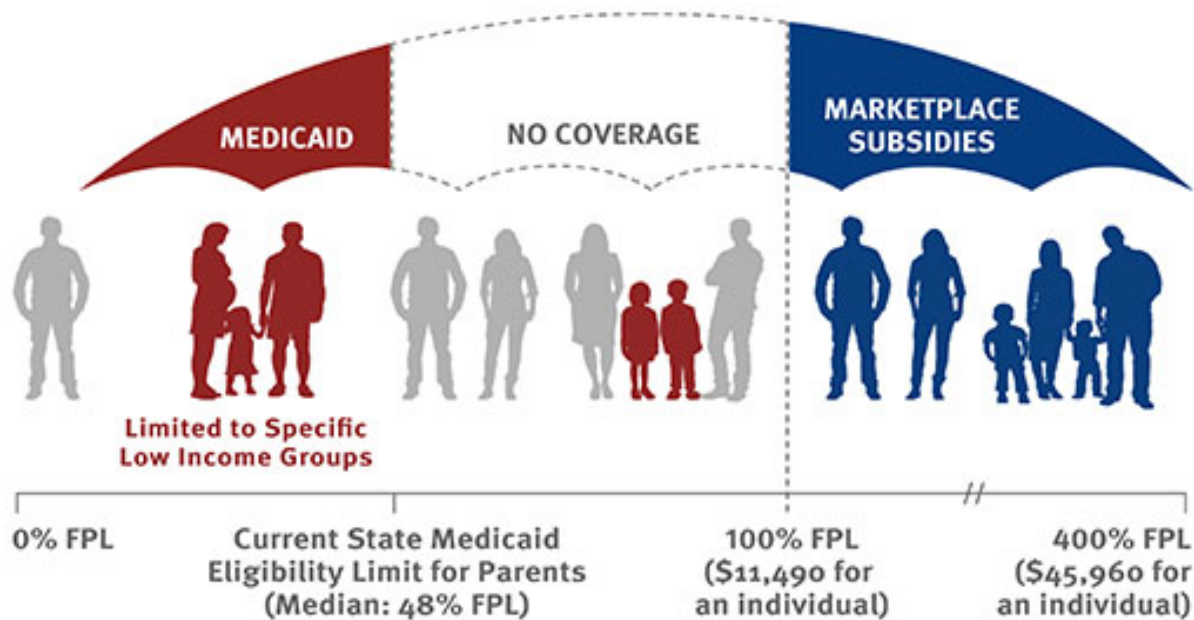 MEDICAID
NO COVERAGE
MARKETPLACE
SUBSIDIES
Limited to Specific
Low Income Groups
0% FPL
Current State Medicaid
Eligibility Limit for Parents
(Median: 48% FPL)
100% FPL
($11,490 for
an individual)
400% FPL
($45,960 for
an individual)